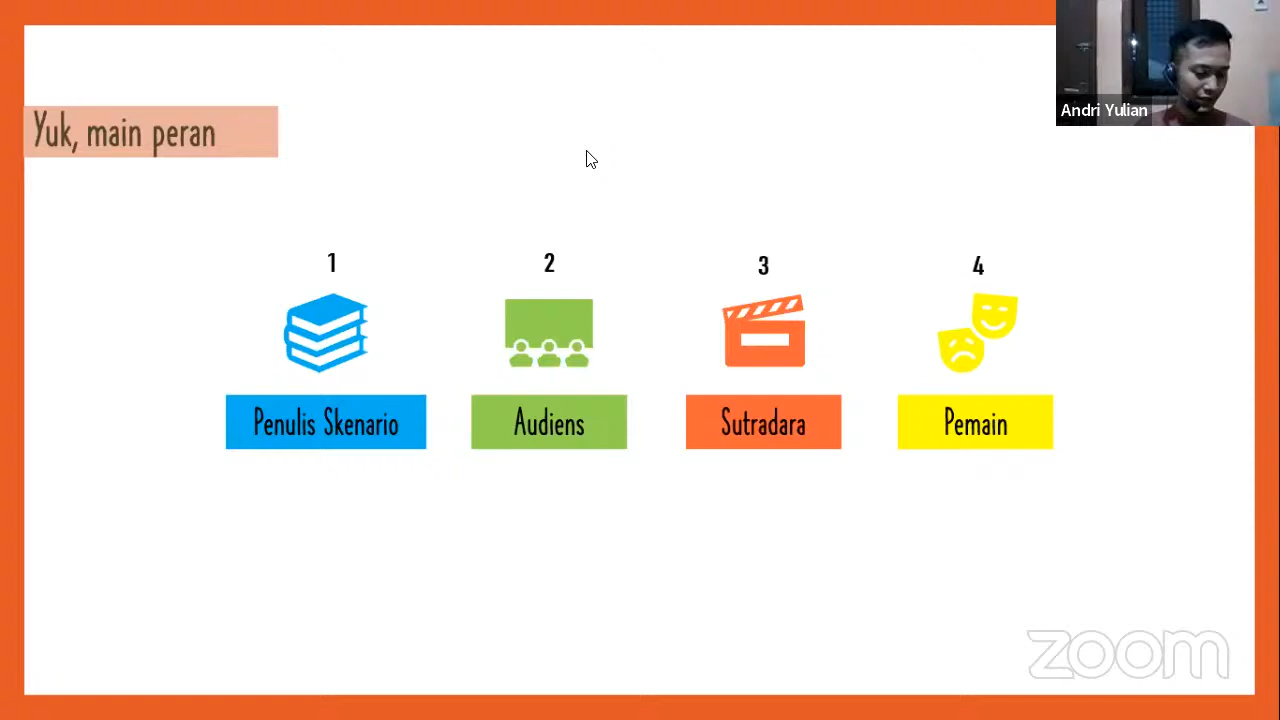 Andri Yulian
Yuk, main peran
1
2
3
4
Penulis Skenario
Audiens
Sutradara
Pemain
zoom